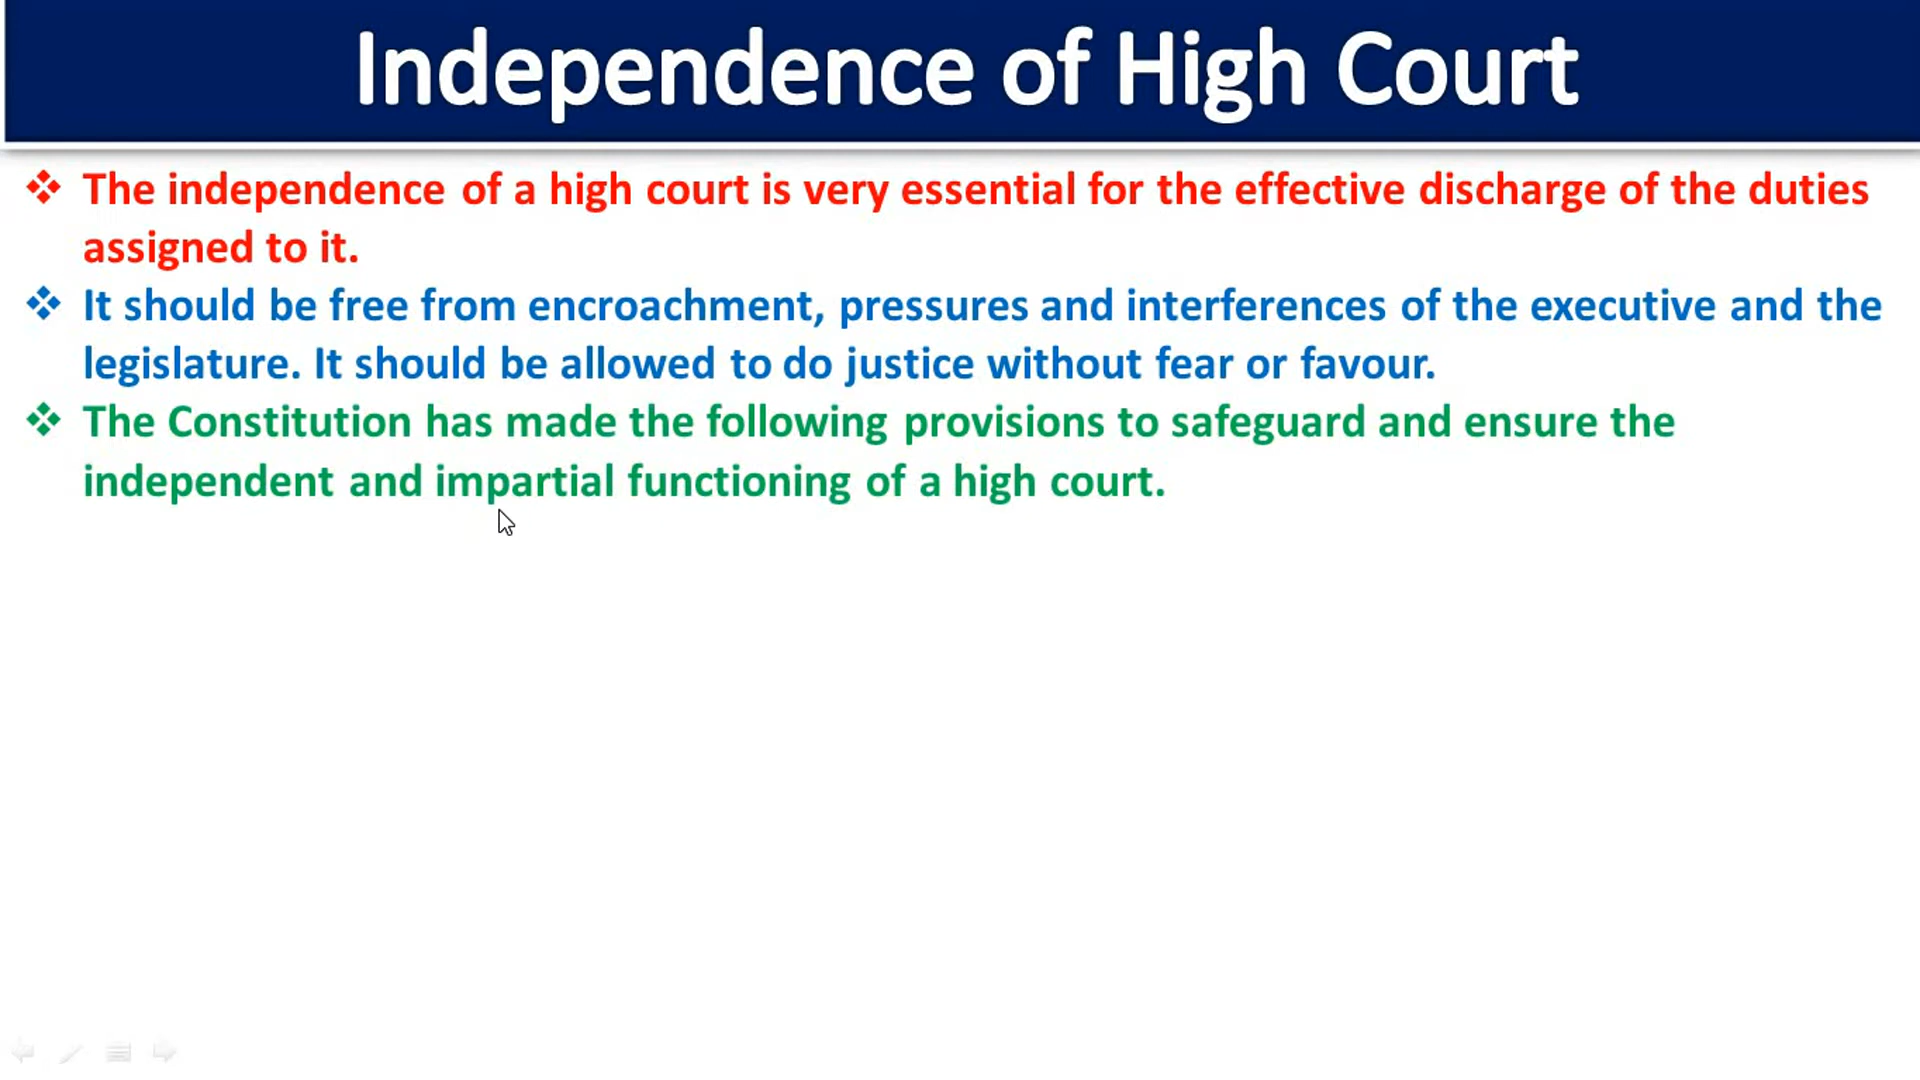 Independence of High Court
The independence of a high court is very essential for the effective discharge of the duties
assigned to it.
It should be free from encroachment, pressures and interferences of the executive and the
legislature. It should be allowed to do justice without fear or favour.
The Constitution has made the following provisions to safeguard and ensure the
independent and impartial functioning of a high court.